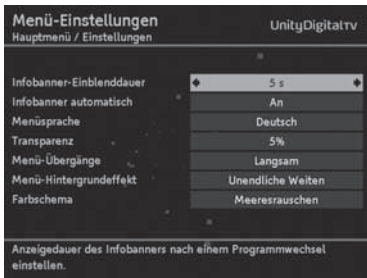 Menü-Einstellungen
UnityDigitalTV
Hauptmenü / Einstellungen
Infobanner-Einblenddauer 5 s
Infobanner automatisch An
Menüsprache Deutsch
Transparenz 5%
Menü-Übergänge Langsam
Menü-Hintergrundeffekt Unendliche Weiten
Farbschema Meeresrauschen
Anzeigedauer des Infobanners nach einem Programmwechsel
einstellen.